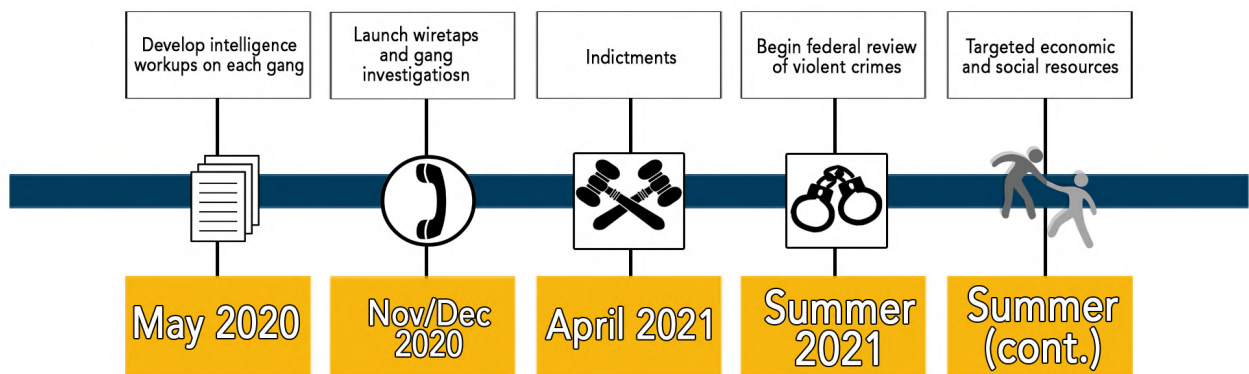 Develop intelligence
workups on each gang
Launch wiretaps
and gang
investigatiosn
Indictments
Begin federal review
of violent crimes
Targeted economic
and social resources
May 2020
Nov/Dec
2020
April 2021
Summer
2021
Summer
(cont.)